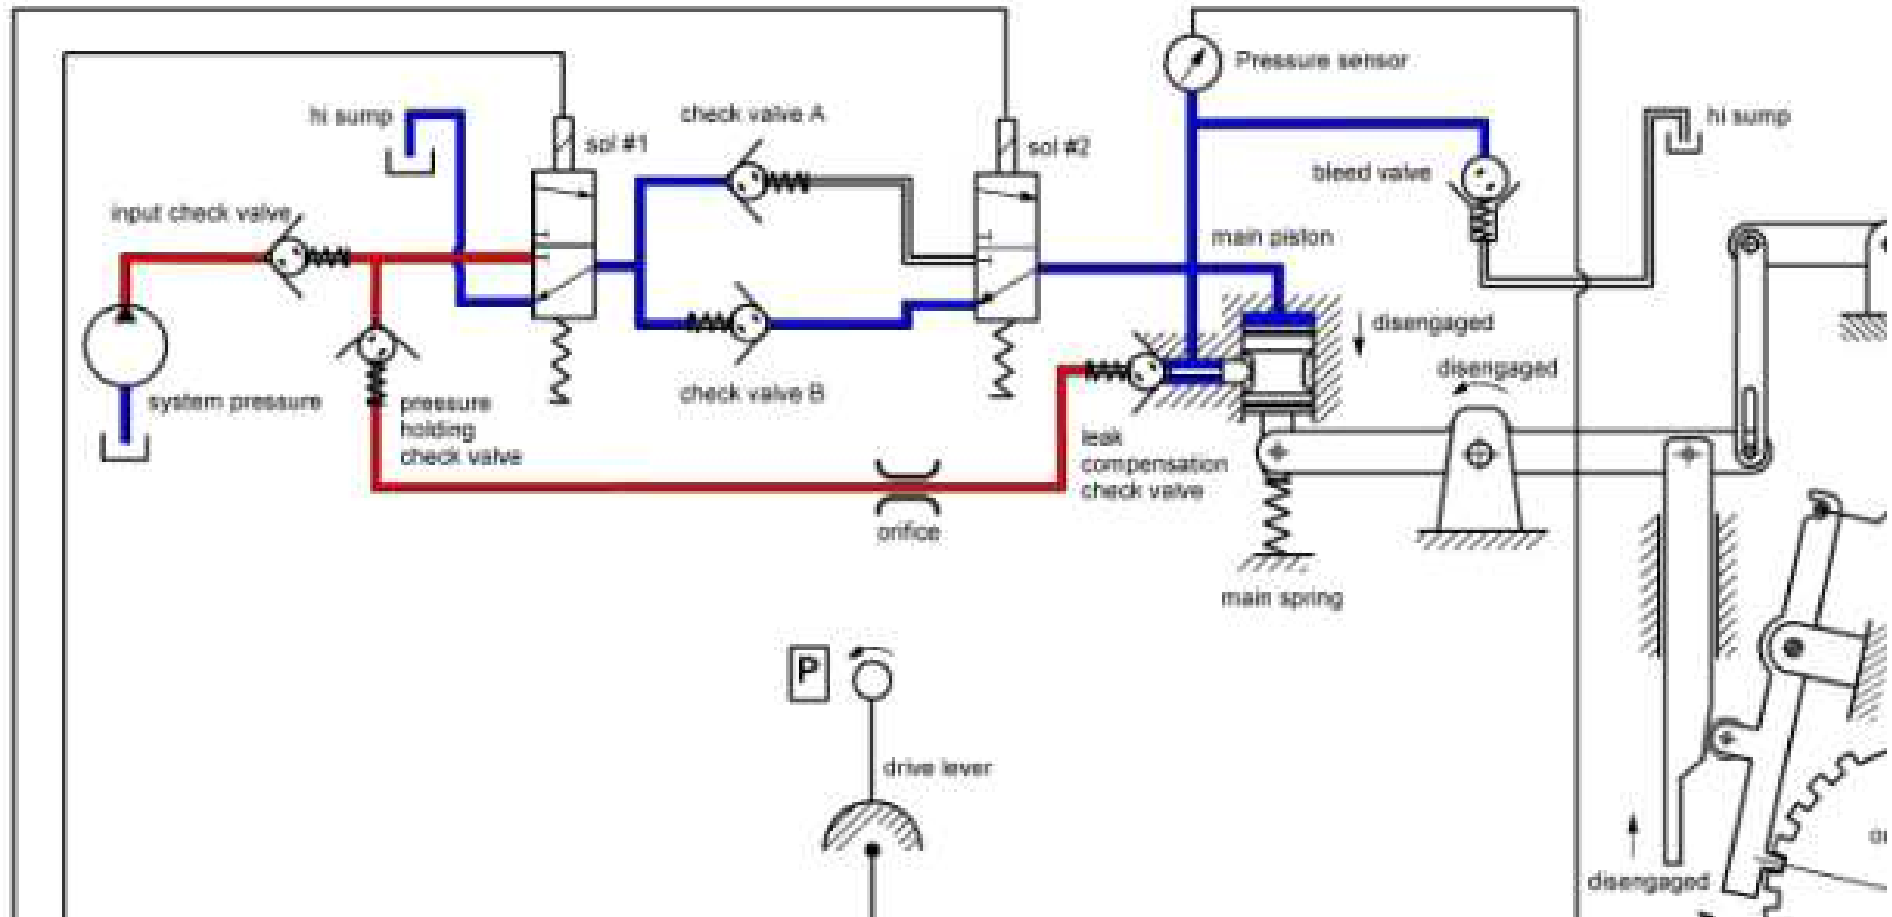 Pressure sensor
hi sump
check valve A
sol #1
sol #2
hi sump
bleed valve
input check valve
main piston
disengaged
disengaged
system pressure
check valve B
pressure
holding
check valve
leak
compensation
check valve
orifice
main spring
P
drive lever
disengaged